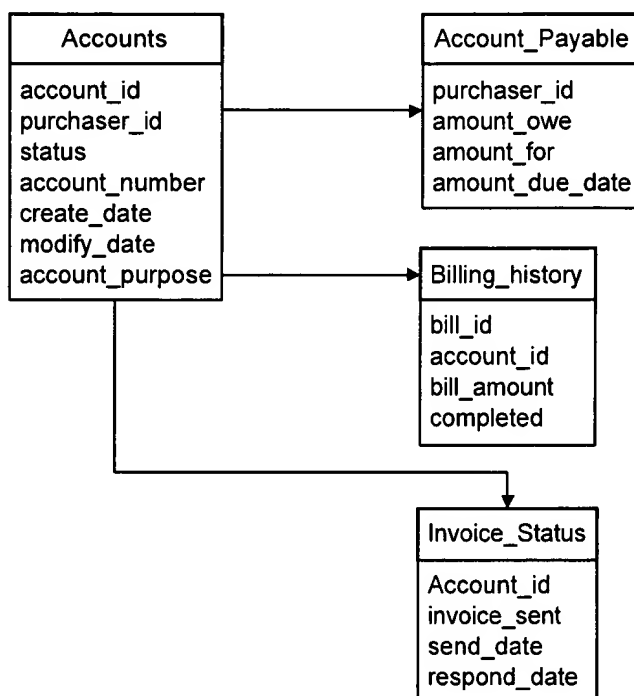 Accounts
account_id
purchaser_id
status
account_number
create_date
modify_date
account_purpose
Account_Payable
purchaser_id
amount_owe
amount_for
amount_due_date
Billing_history
bill_id
account_id
bill_amount
completed
Invoice_Status
Account_id
invoice_sent
send_date
respond_date